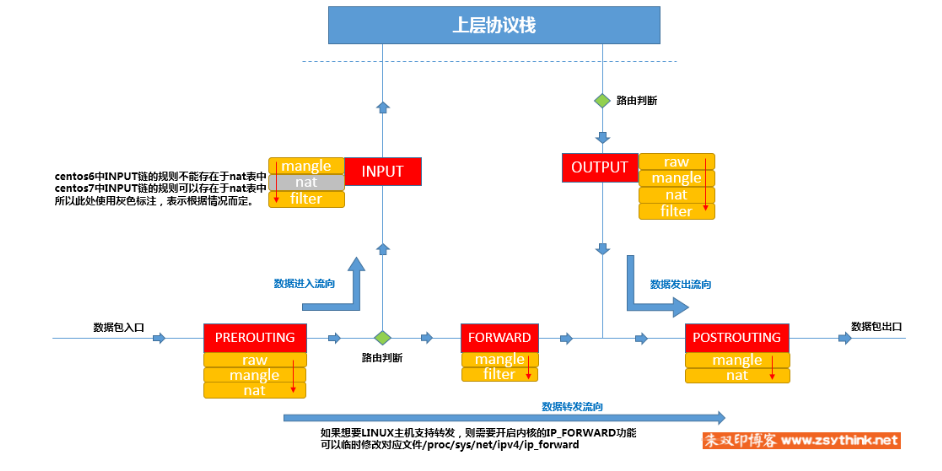 上层协议栈
路由判断
mangle
nat
filter
INPUT
OUTPUT
raw
mangle
nat
filter
centos6中INPUT链的规则不能存在于nat表中
centos7中INPUT链的规则可以存在于nat表中
所以此处使用灰色标注，表示根据情况而定。
数据进入流向
数据发出流向
数据包入口
PREROUTING
raw
mangle
nat
路由判断
FORWARD
mangle
filter
POSTROUTING
mangle
nat
数据包出口
数据转发流向
如果想要LINUX主机支持转发，则需要开启内核的IP_FORWARD功能
可以临时修改对应文件/proc/sys/net/ipv4/ip_forward
朱双印博客 www.zsythink.net